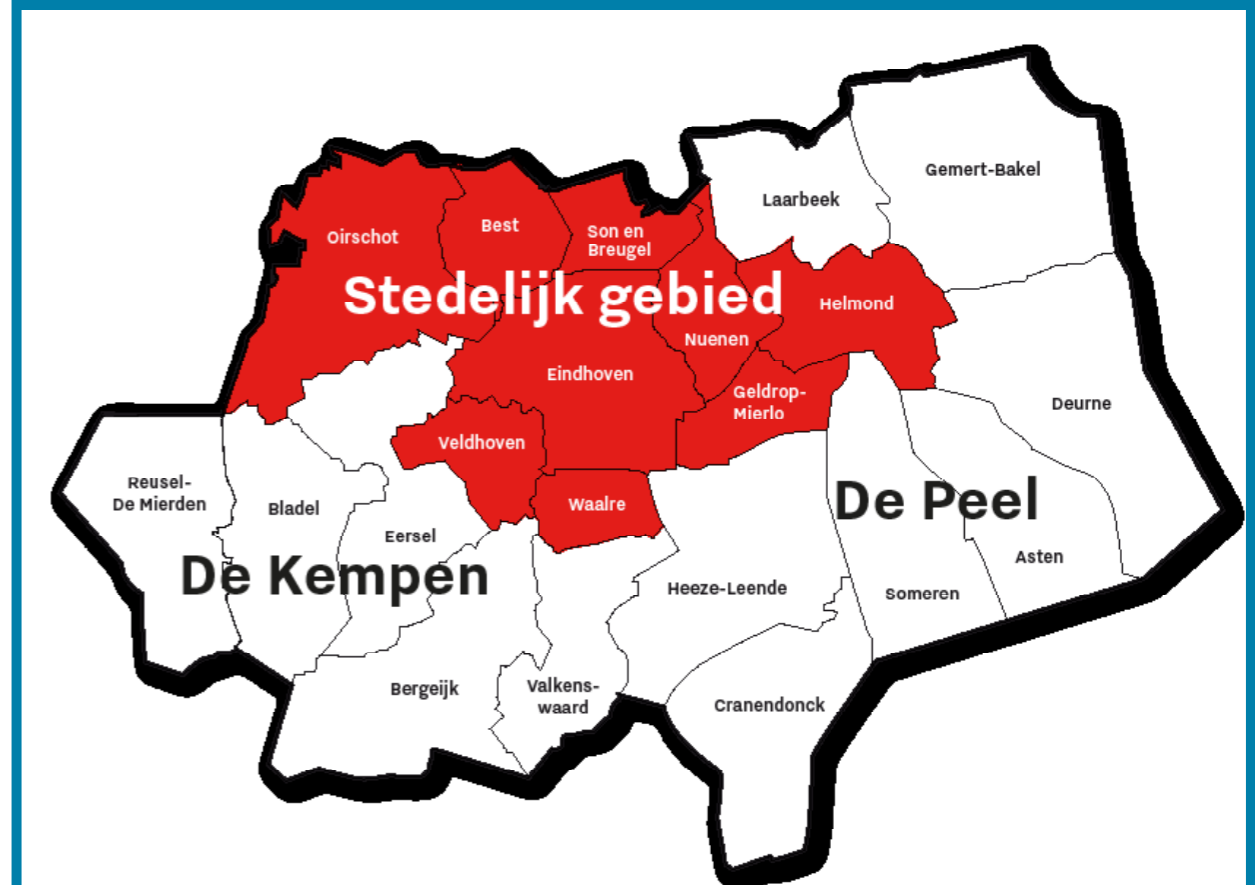 Gemert-Bakel
Laarbeek
Oirschot
Best
Son en
Breugel
Stedelijk gebied
Helmond
Nuenen
Eindhoven
Geldrop-
Mierlo
Deurne
Veldhoven
Reusel-
De Mierden
Bladel
Waalre
De Peel
Eersel
Asten
De Kempen
Heeze-Leende
Someren
Bergeijk
Valkens-
waard
Cranendonck